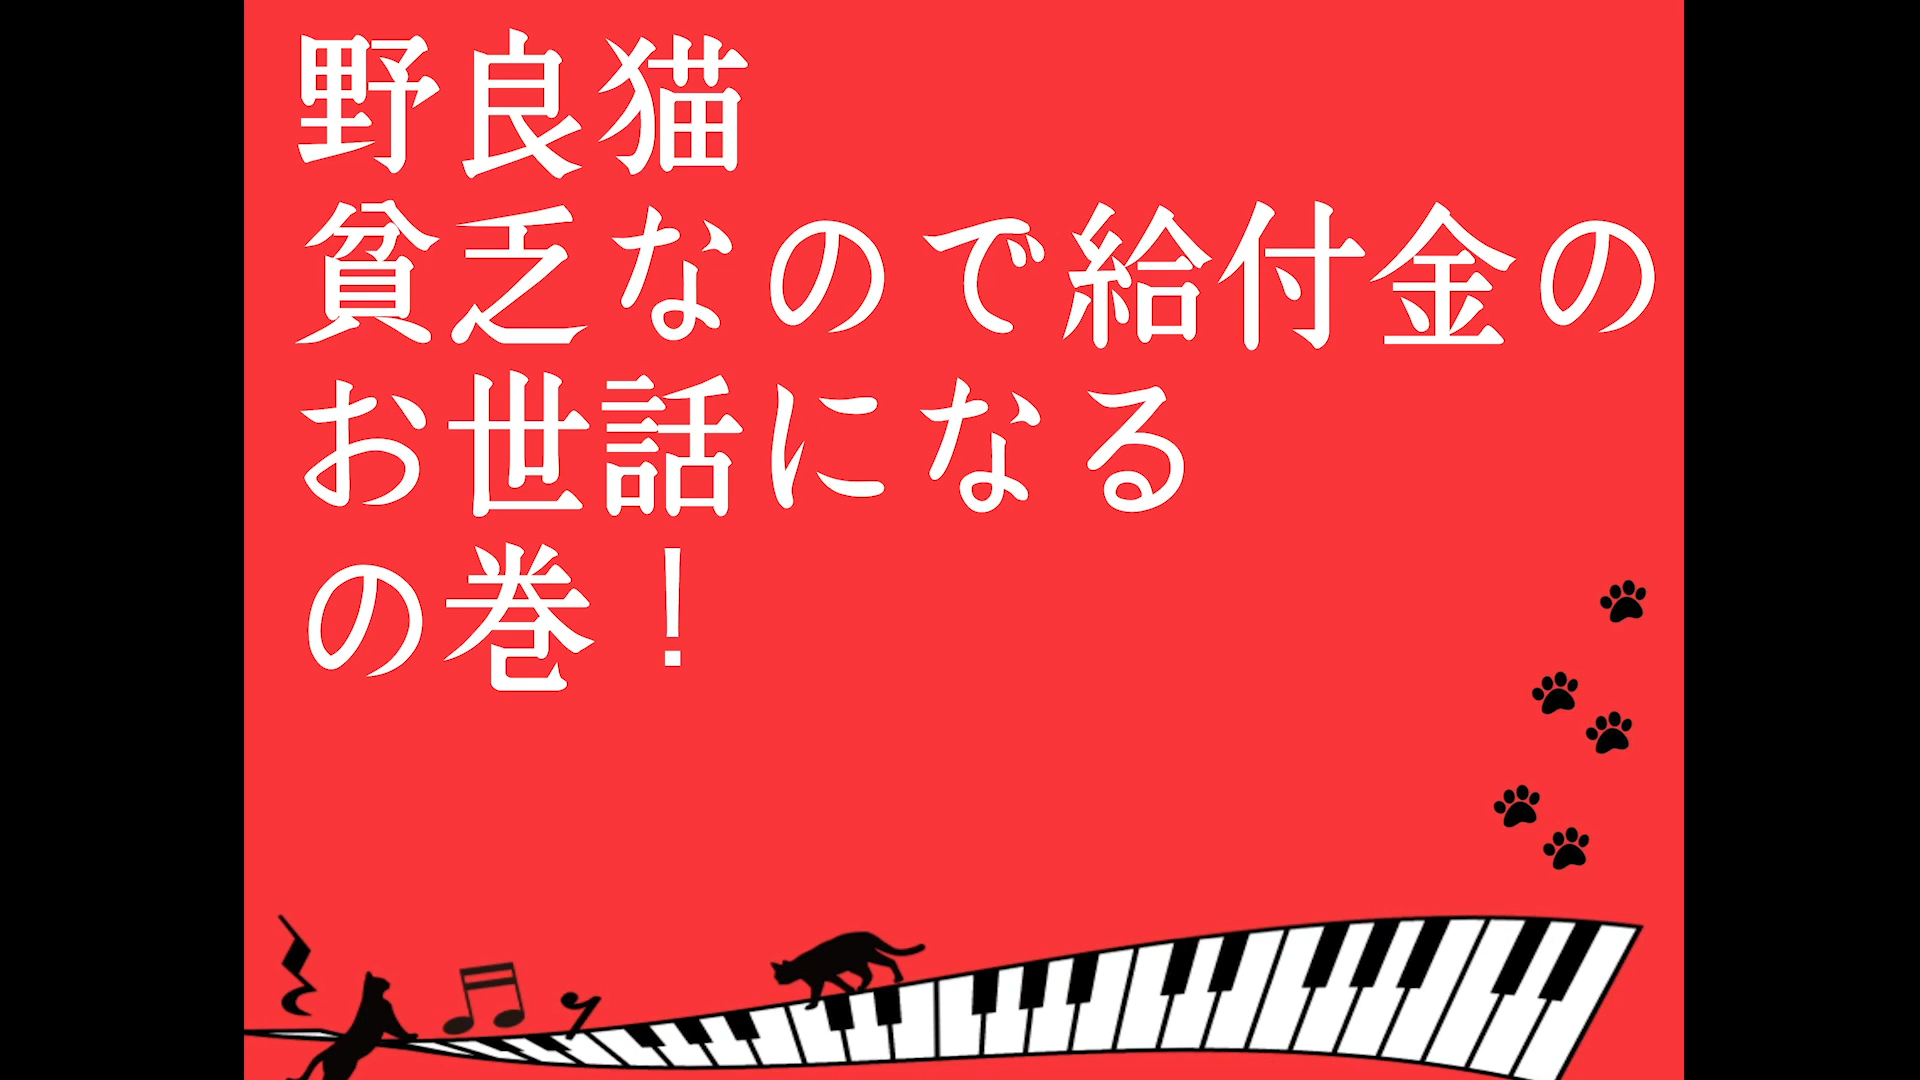 野良猫
貧乏なので給付金の
お世話になる
の巻！